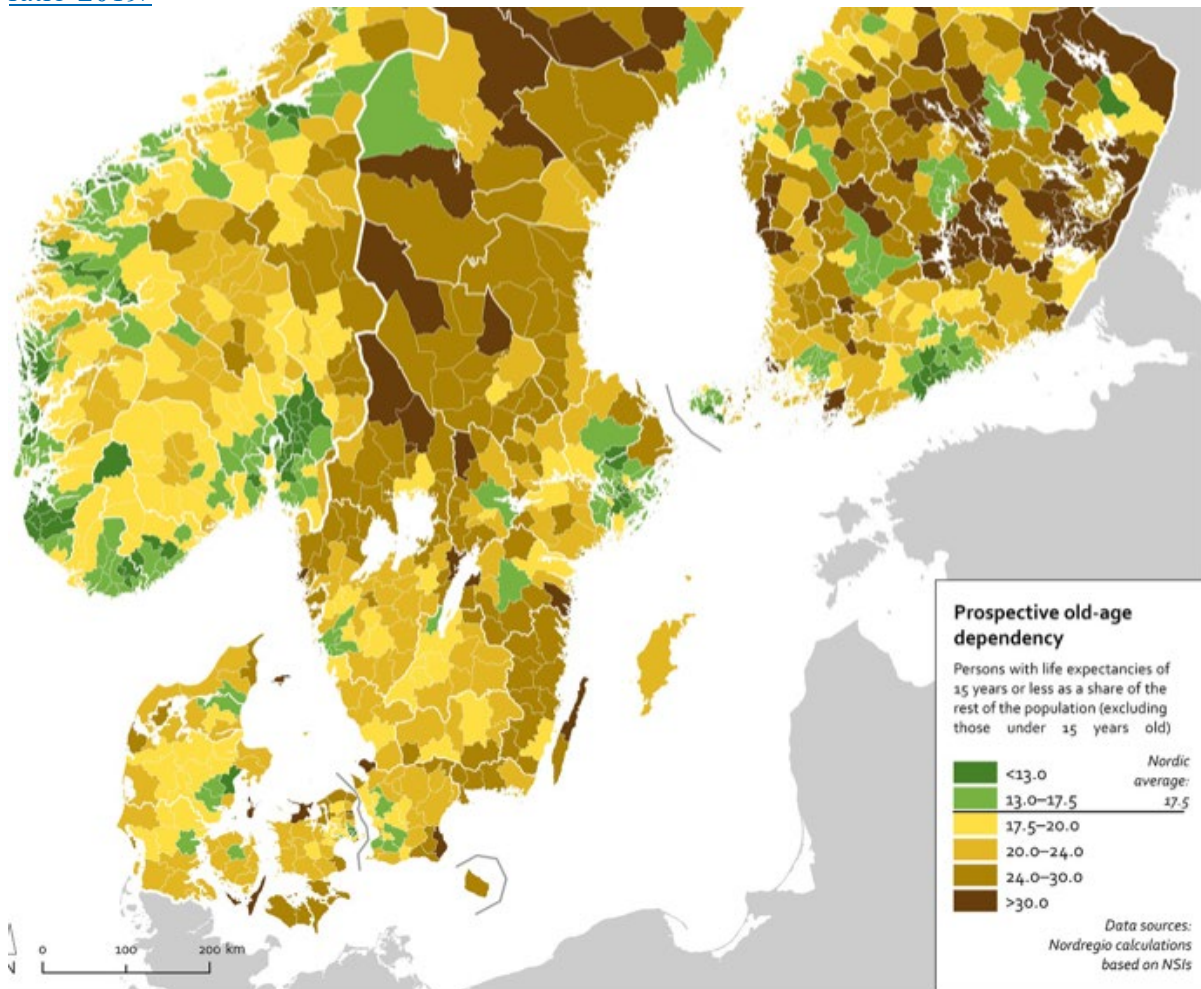 Prospective old-age
dependency
Persons with life expectancies of
15 years or less as a share of the
rest of the population (excluding
those under 15 years old)
Nordic
average:
17.5
<13.0
13.0–17.5
17.5–20.0
20.0–24.0
24.0–30.0
>30.0
Data sources:
Nordregio calculations
based on NSIs
0 100 200 km